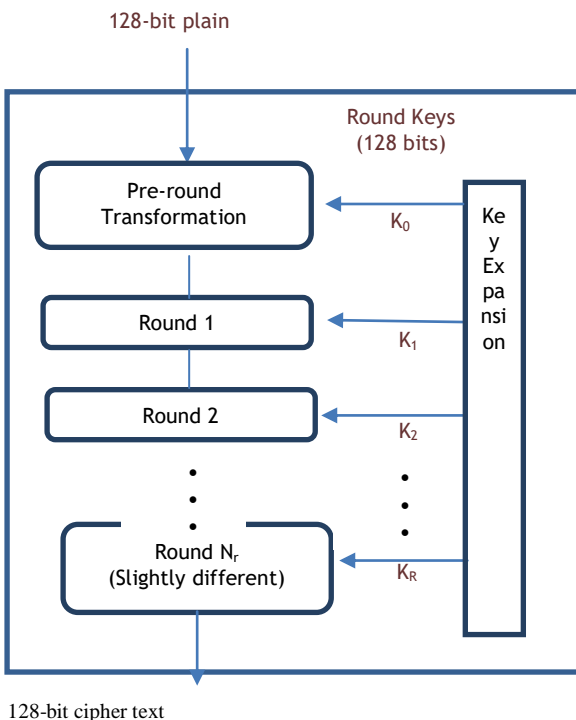 128-bit plain
Round Keys
(128 bits)
Pre-round
Transformation
K₀
Ke
y
Ex
pa
nsi
on
Round 1
K₁
Round 2
K₂
Round Nᵣ
(Slightly different)
K_R
128-bit cipher text